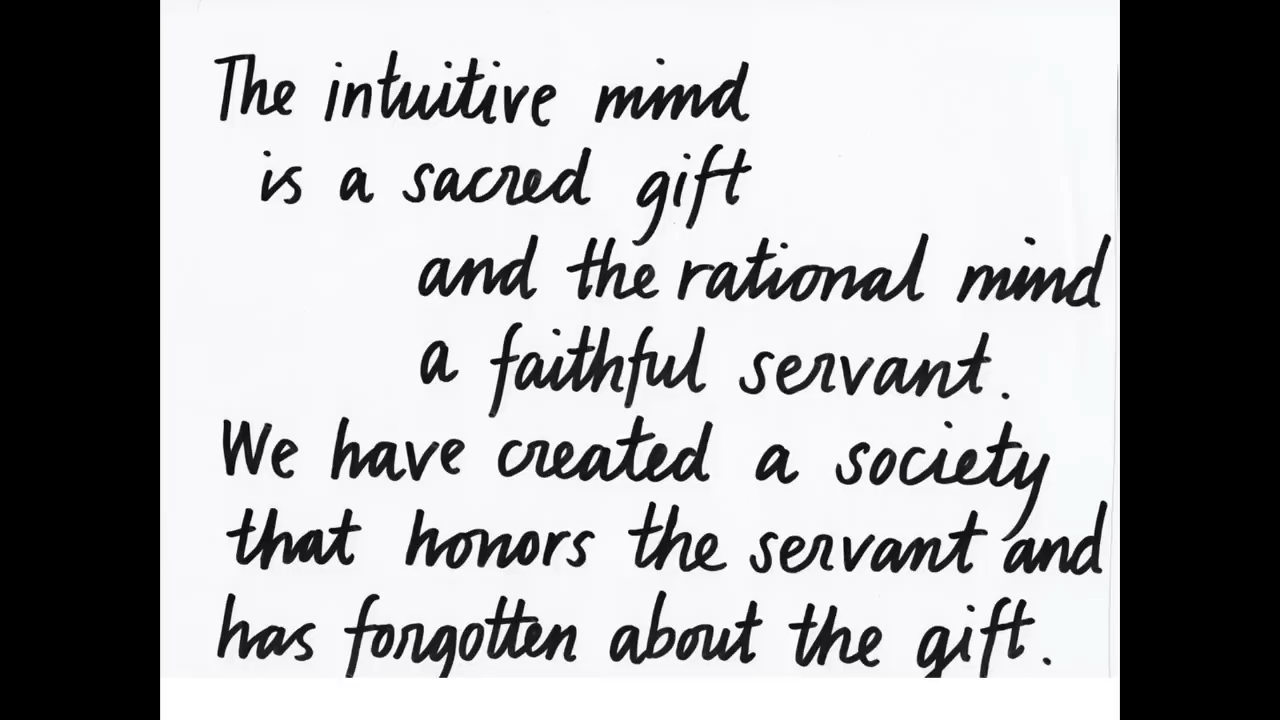 The intuitive mind
is a sacred gift
and the rational mind
a faithful servant.
We have created a society
that honors the servant and
has forgotten about the gift.